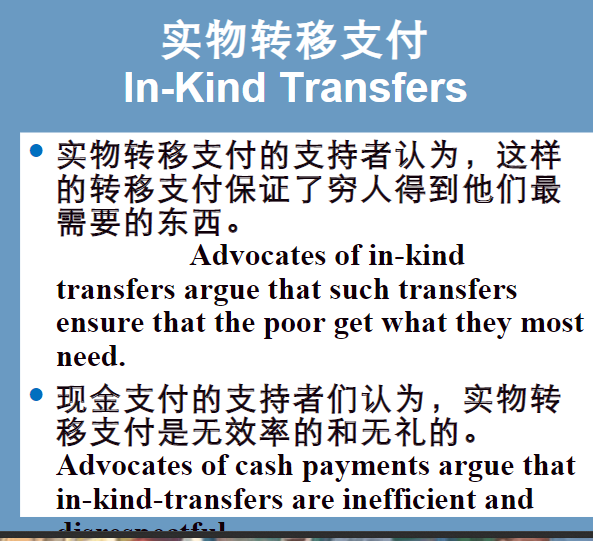 实物转移支付
In-Kind Transfers
实物转移支付的支持者认为，这样
的转移支付保证了穷人得到他们最
需要的东西。
Advocates of in-kind
transfers argue that such transfers
ensure that the poor get what they most
need.
现金支付的支持者们认为，实物转
移支付是无效率的和无礼的。
Advocates of cash payments argue that
in-kind-transfers are inefficient and
disrespectful